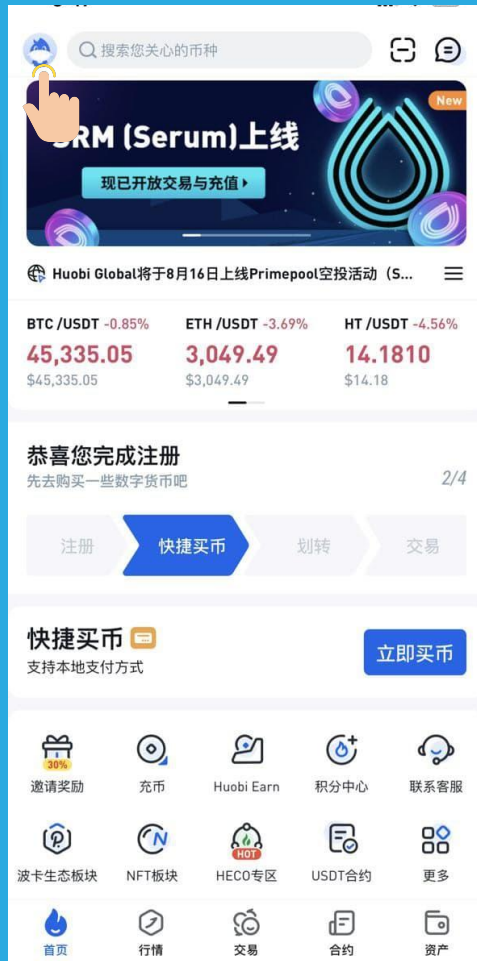 搜索您关心的币种
New
SRM (Serum)上线
现已开放交易与充值
Huobi Global将于8月16日上线Primepool空投活动（S...
BTC /USDT -0.85%
ETH /USDT -3.69%
HT /USDT -4.56%
45,335.05
3,049.49
14.1810
$45,335.05
$3,049.49
$14.18
恭喜您完成注册
先去购买一些数字货币吧
2/4
注册
快捷买币
划转
交易
快捷买币
支持本地支付方式
立即买币
30%
邀请奖励
充币
Huobi Earn
积分中心
联系客服
HOT
波卡生态板块
NFT板块
HECO专区
USDT合约
更多
首页
行情
交易
合约
资产